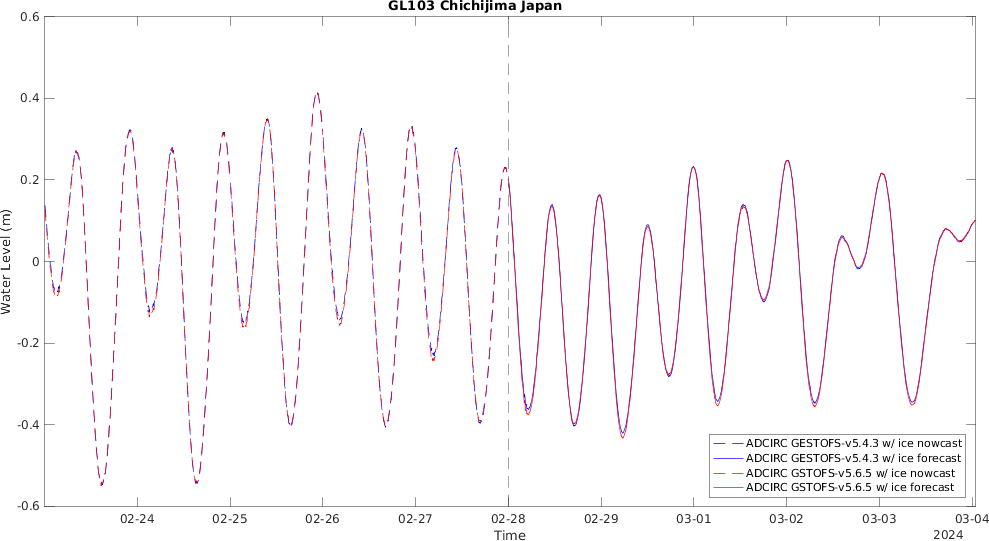 GL103 Chichijima Japan
0.6
0.4
0.2
0
-0.2
-0.4
-0.6
Water Level (m)
ADCIRC GESTOFS-v5.4.3 w/ ice nowcast
ADCIRC GESTOFS-v5.4.3 w/ ice forecast
ADCIRC GSTOFS-v5.6.5 w/ ice nowcast
ADCIRC GSTOFS-v5.6.5 w/ ice forecast
02-24 02-25 02-26 02-27 02-28 02-29 03-01 03-02 03-03 03-04
Time
2024